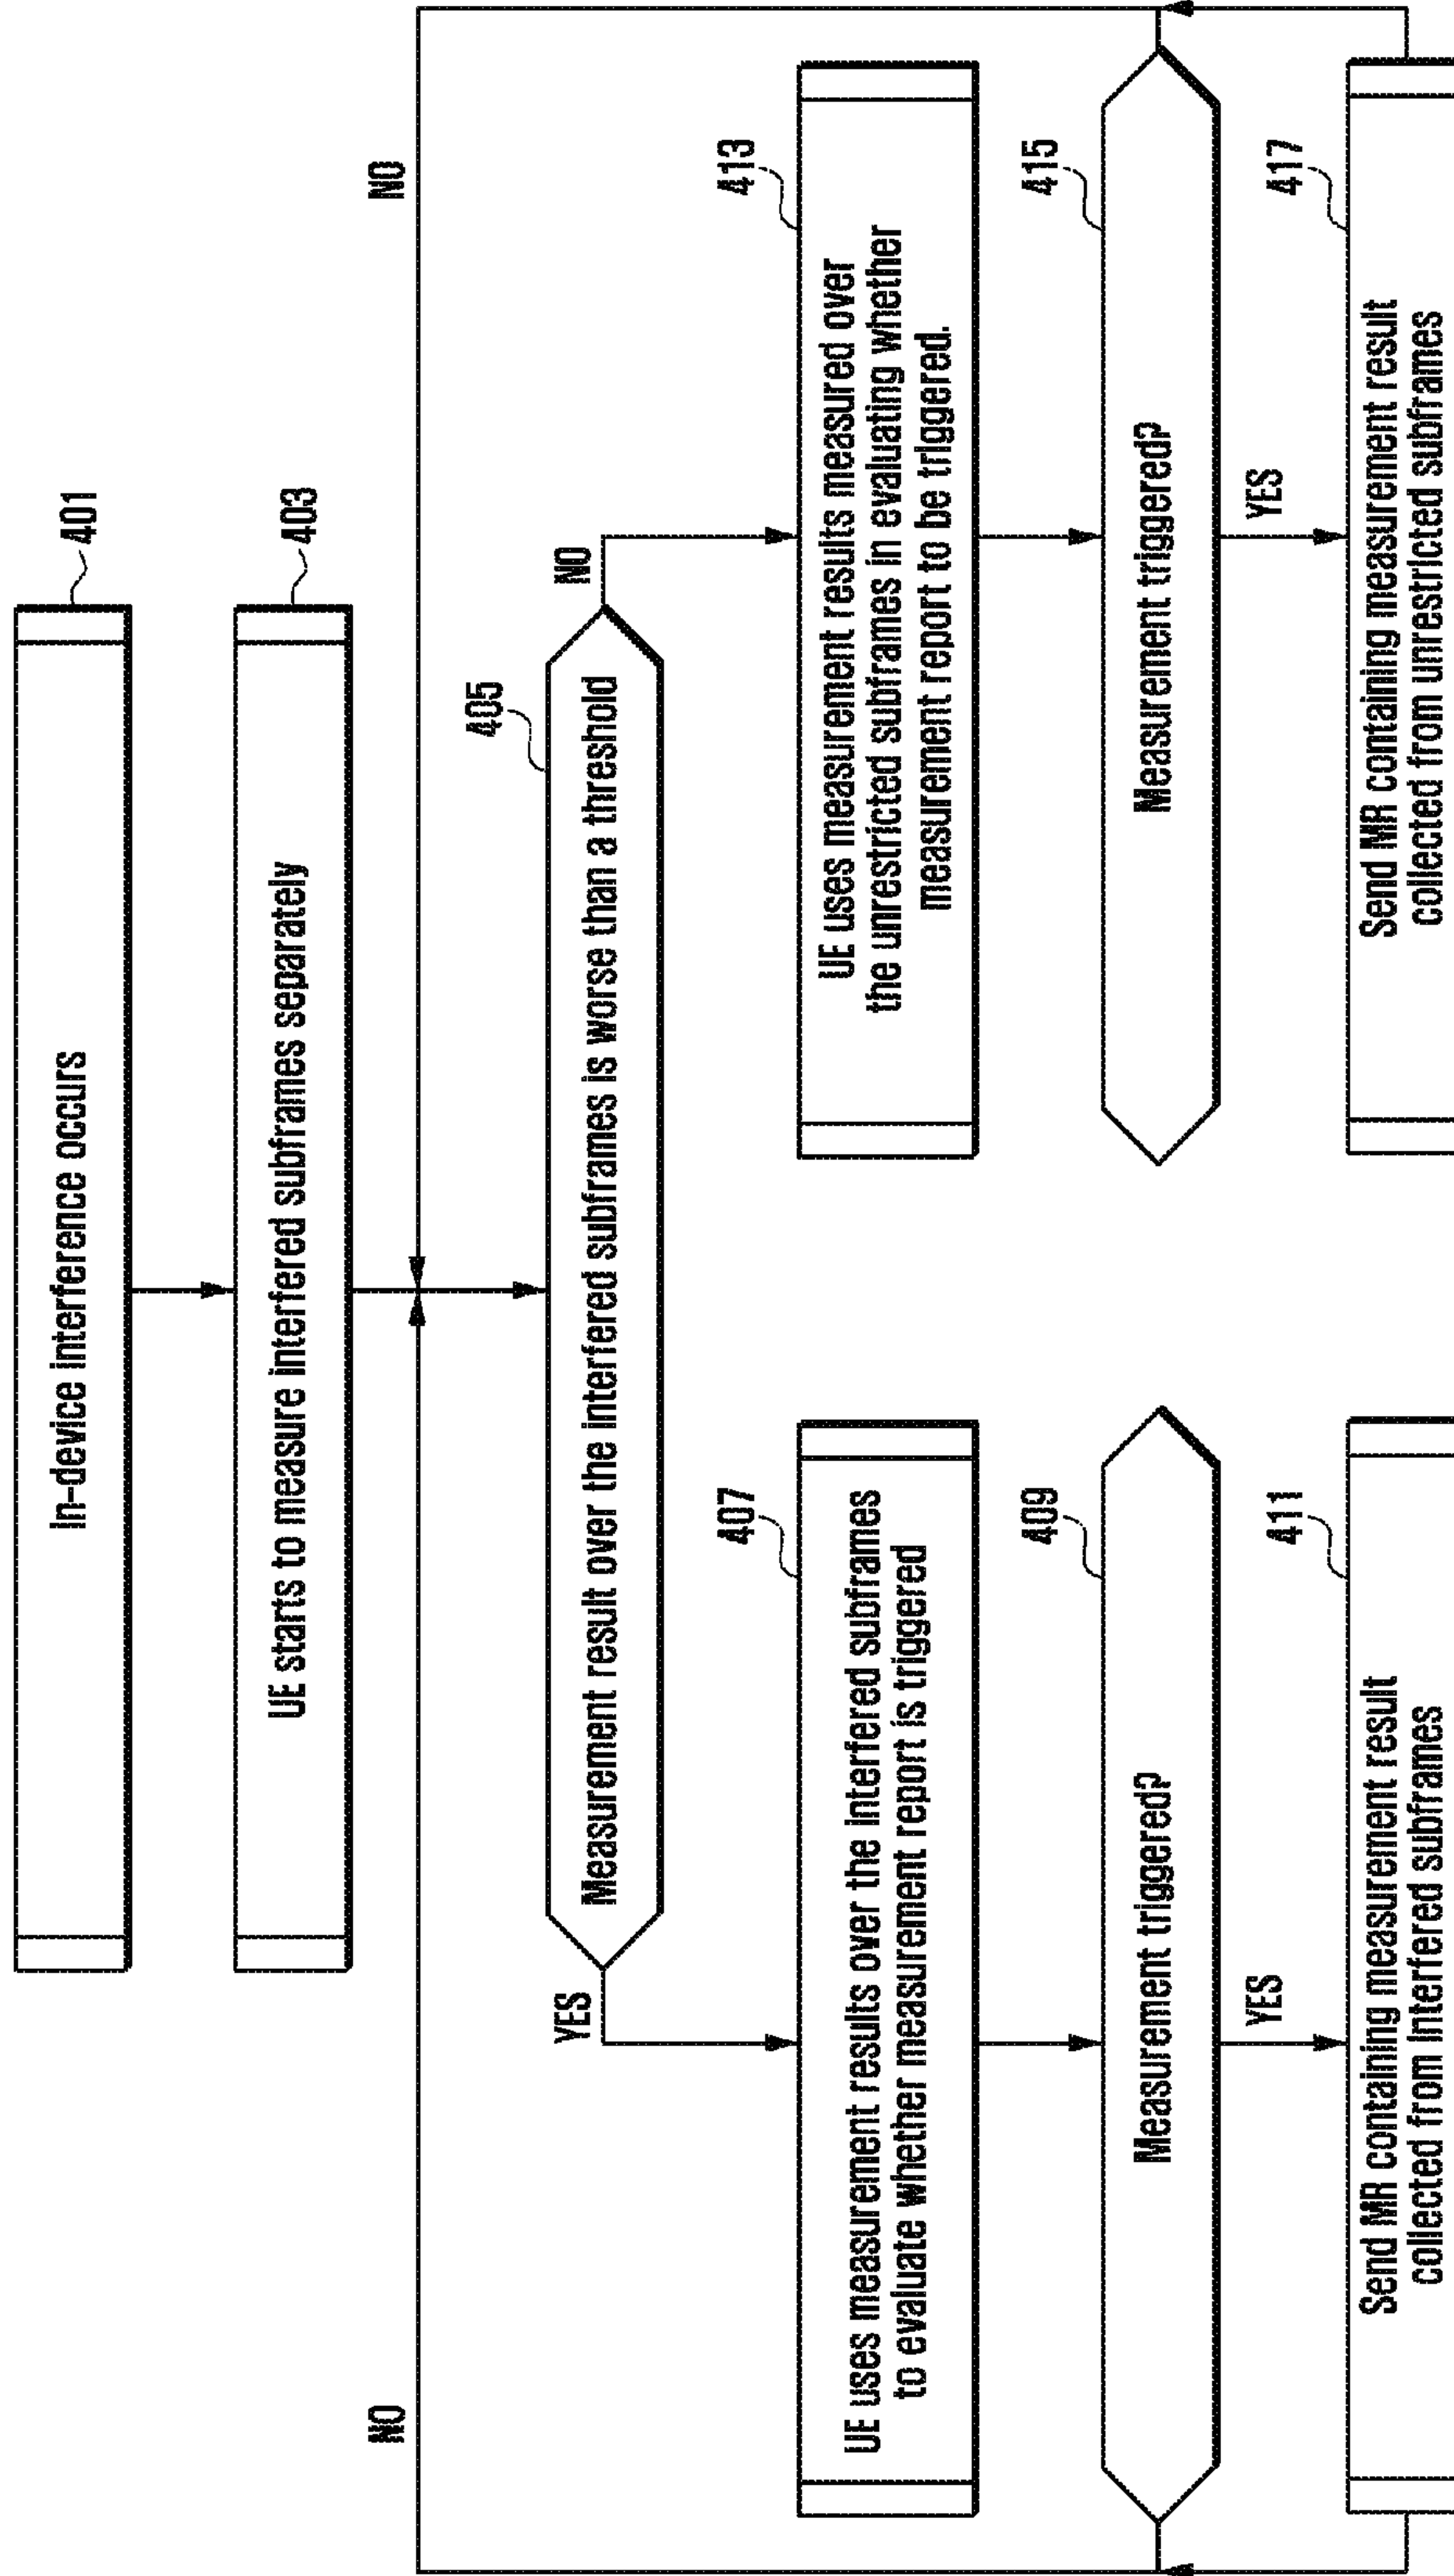 In-device interference occurs
401
UE starts to measure interfered subframes separately
403
NO
NO
405
Measurement result over the interfered subframes is worse than a threshold
YES
NO
407
UE uses measurement results over the interfered subframes
to evaluate whether measurement report is triggered
413
UE uses measurement results measured over
the unrestricted subframes in evaluating whether
measurement report to be triggered.
409
Measurement triggered?
415
Measurement triggered?
YES
YES
411
Send MR containing measurement result
collected from interfered subframes
417
Send MR containing measurement result
collected from unrestricted subframes